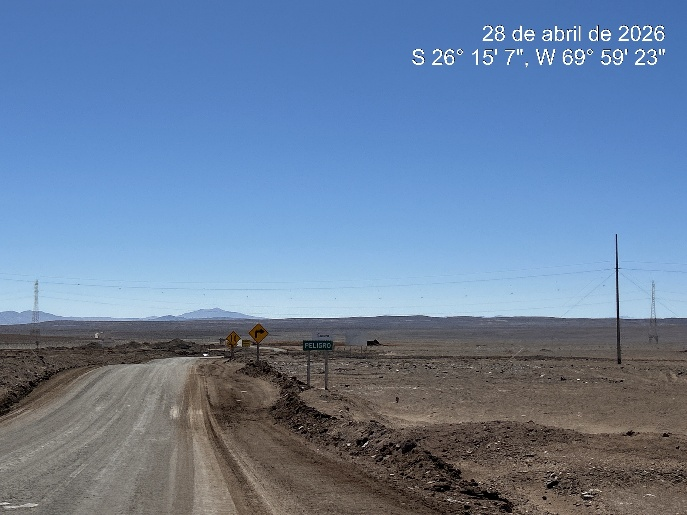 28 de abril de 2026
S 26° 15' 7", W 69° 59' 23"
PELIGRO